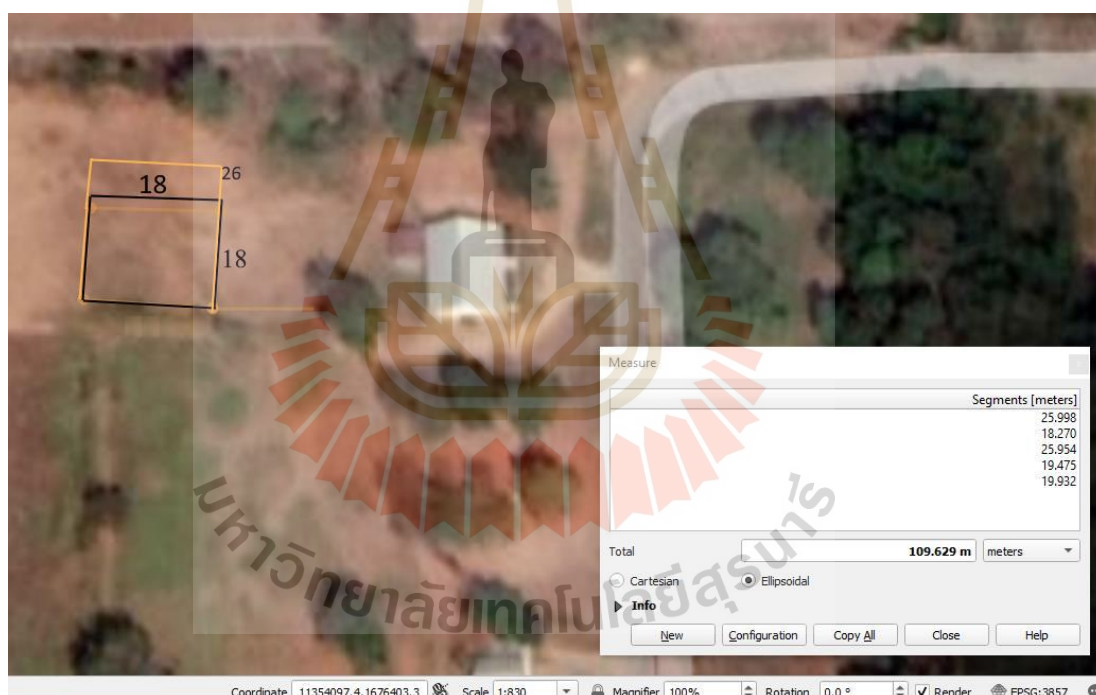 26
18
18
Measure
Segments [meters]
25.998
18.270
25.954
19.475
19.932
Total 109.629 m meters
Cartesian Ellipsoidal
Info
New Configuration Copy All Close Help
มหาวิทยาลัยเทคโนโลยีสุรนารี
Coordinate 11354097.4,1676403.3 Scale 1:830 Magnifier 100% Rotation 0.0 ° Render EPSG:3857